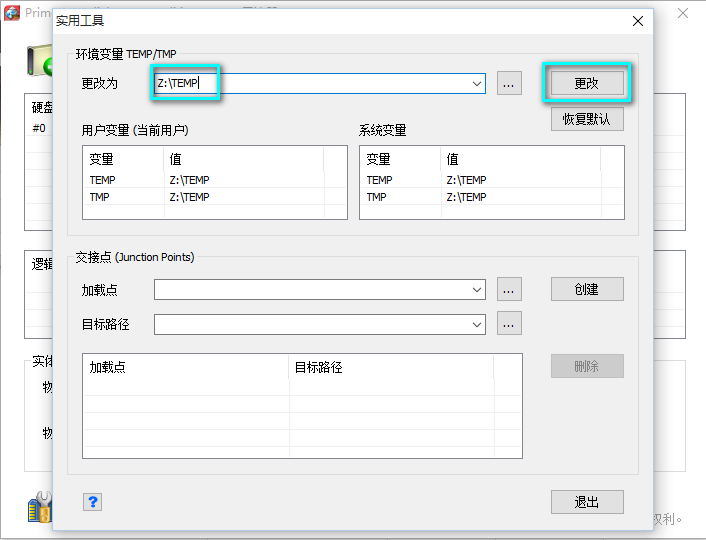 Prim
实用工具
环境变量 TEMP/TMP
更改为
Z:\TEMP
...
更改
恢复默认
用户变量 (当前用户)
系统变量
变量 值
TEMP Z:\TEMP
TMP Z:\TEMP
变量 值
TEMP Z:\TEMP
TMP Z:\TEMP
硬盘
#0
交接点 (Junction Points)
逻辑
加载点
...
创建
目标路径
...
加载点 目标路径
删除
实体
物
物
?
退出
权利。